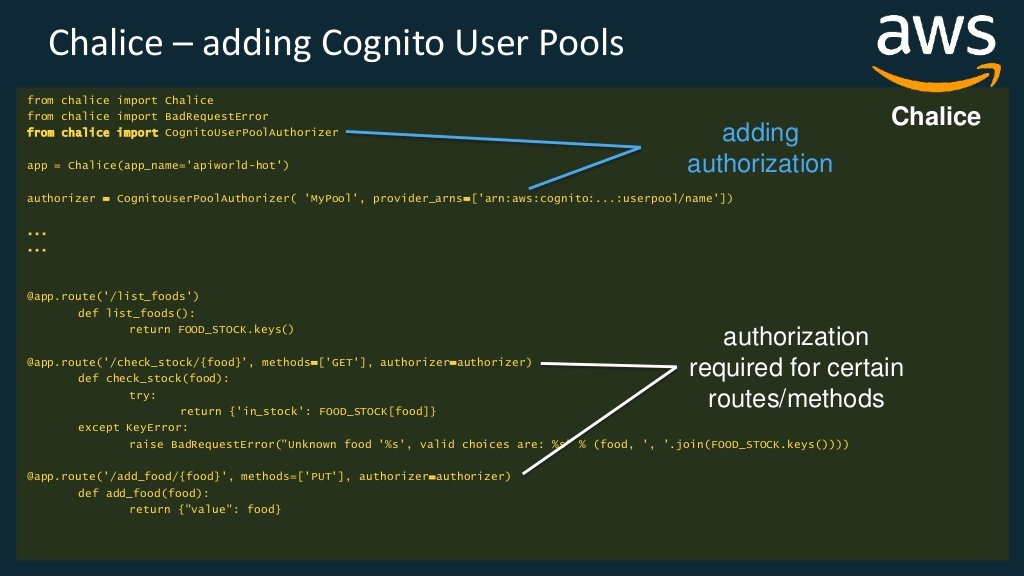 Chalice – adding Cognito User Pools
aws
Chalice
from chalice import Chalice
from chalice import BadRequestError
from chalice import CognitoUserPoolAuthorizer
adding
authorization
app = Chalice(app_name='apiworld-hot')
authorizer = CognitoUserPoolAuthorizer( 'MyPool', provider_arns=['arn:aws:cognito:...:userpool/name'])
...
...
@app.route('/list_foods')
def list_foods():
return FOOD_STOCK.keys()
authorization
required for certain
routes/methods
@app.route('/check_stock/{food}', methods=['GET'], authorizer=authorizer)
def check_stock(food):
try:
return {'in_stock': FOOD_STOCK[food]}
except KeyError:
raise BadRequestError("Unknown food '%s', valid choices are: %s" % (food, ', '.join(FOOD_STOCK.keys())))
@app.route('/add_food/{food}', methods=['PUT'], authorizer=authorizer)
def add_food(food):
return {"value": food}